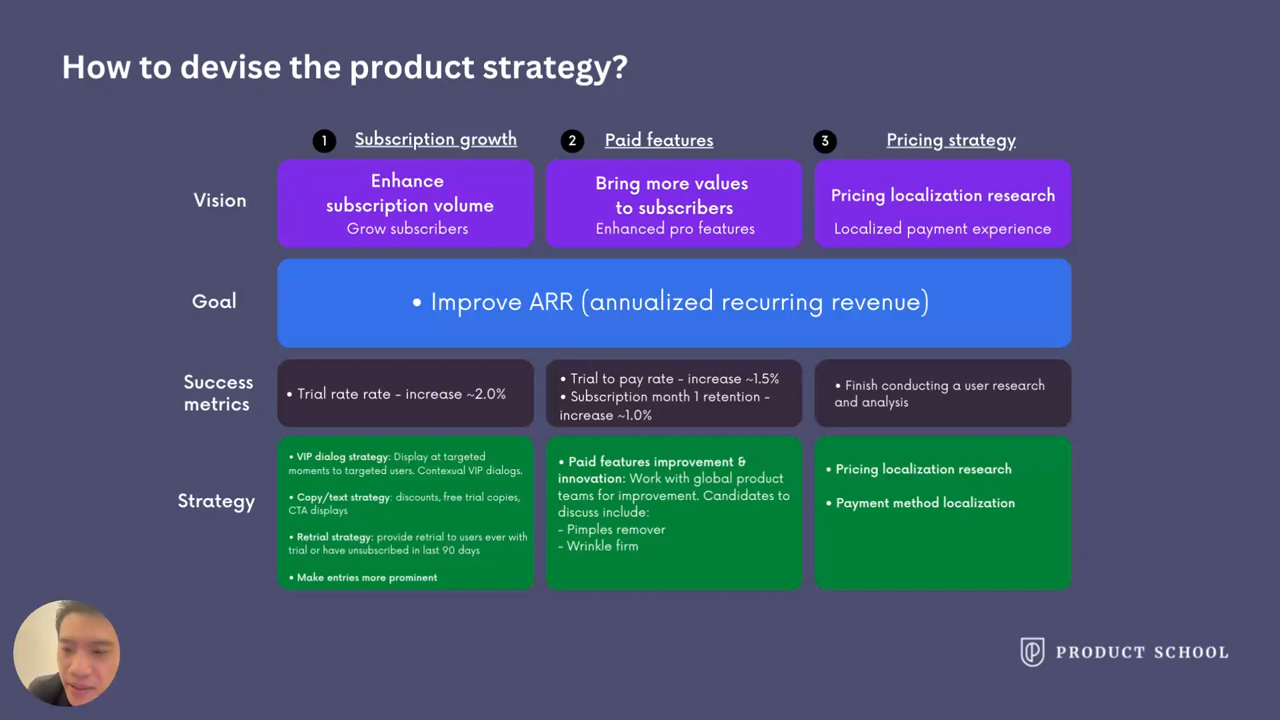 How to devise the product strategy?
1 Subscription growth
2 Paid features
3 Pricing strategy
Vision
Enhance
subscription volume
Grow subscribers
Bring more values
to subscribers
Enhanced pro features
Pricing localization research
Localized payment experience
Goal
• Improve ARR (annualized recurring revenue)
Success
metrics
• Trial rate rate - increase ~2.0%
• Trial to pay rate - increase ~1.5%
• Subscription month 1 retention -
increase ~1.0%
• Finish conducting a user research
and analysis
Strategy
• VIP dialog strategy: Display at targeted
moments to targeted users. Contexual VIP dialogs.
• Copy/text strategy: discounts, free trial copies,
CTA displays
• Retrial strategy: provide retrial to users ever with
trial or have unsubscribed in last 90 days
• Make entries more prominent
• Paid features improvement &
innovation: Work with global product
teams for improvement. Candidates to
discuss include:
- Pimples remover
- Wrinkle firm
• Pricing localization research
• Payment method localization
PRODUCT SCHOOL